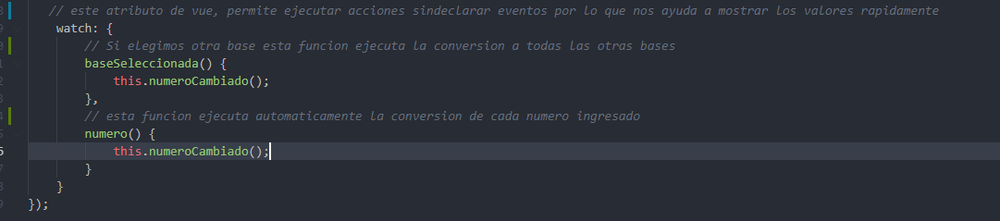 // este atributo de vue, permite ejecutar acciones sindeclarar eventos por lo que nos ayuda a mostrar los valores rapidamente
watch: {
// Si elegimos otra base esta funcion ejecuta la conversion a todas las otras bases
baseSeleccionada() {
this.numeroCambiado();
},
// esta funcion ejecuta automaticamente la conversion de cada numero ingresado
numero() {
this.numeroCambiado();
}
}
});